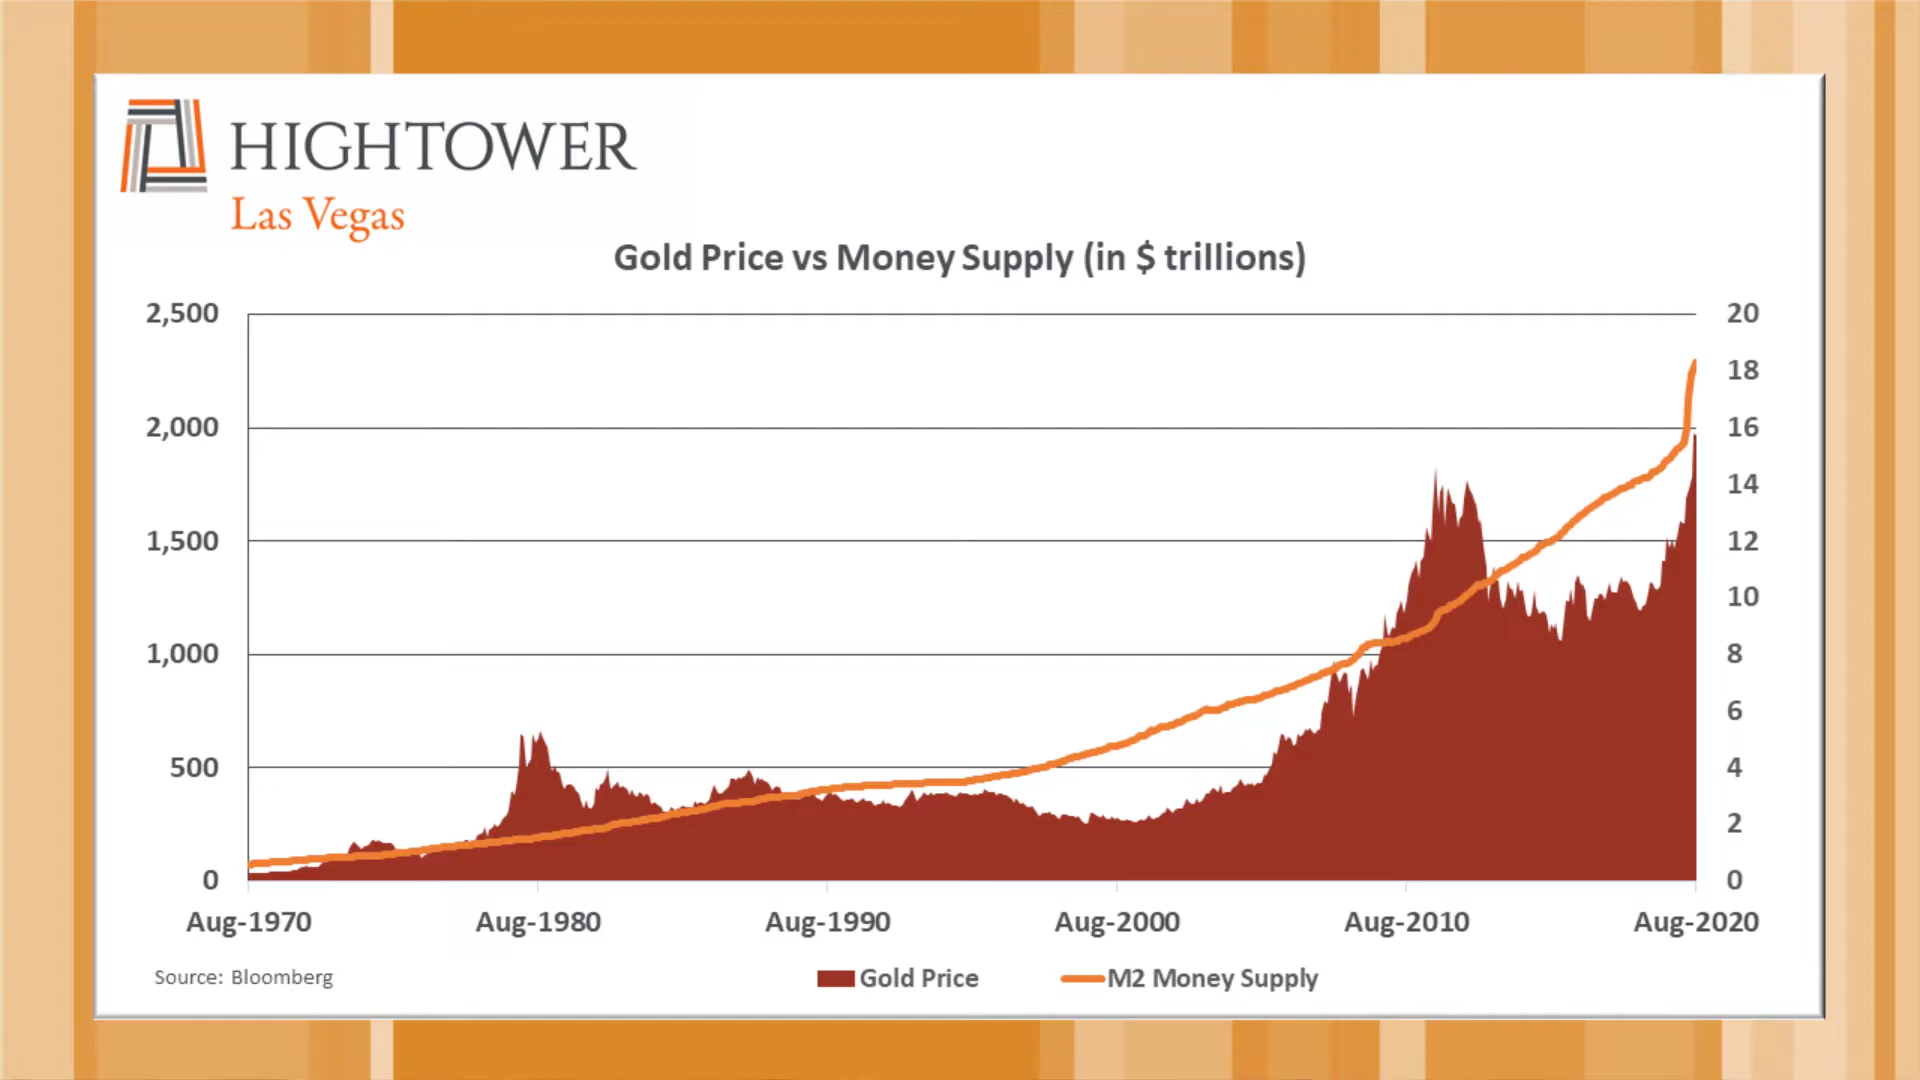 HIGHTOWER
Las Vegas
Gold Price vs Money Supply (in $ trillions)
2,500
2,000
1,500
1,000
500
0
20
18
16
14
12
10
8
6
4
2
0
Aug-1970 Aug-1980 Aug-1990 Aug-2000 Aug-2010 Aug-2020
Source: Bloomberg
Gold Price M2 Money Supply